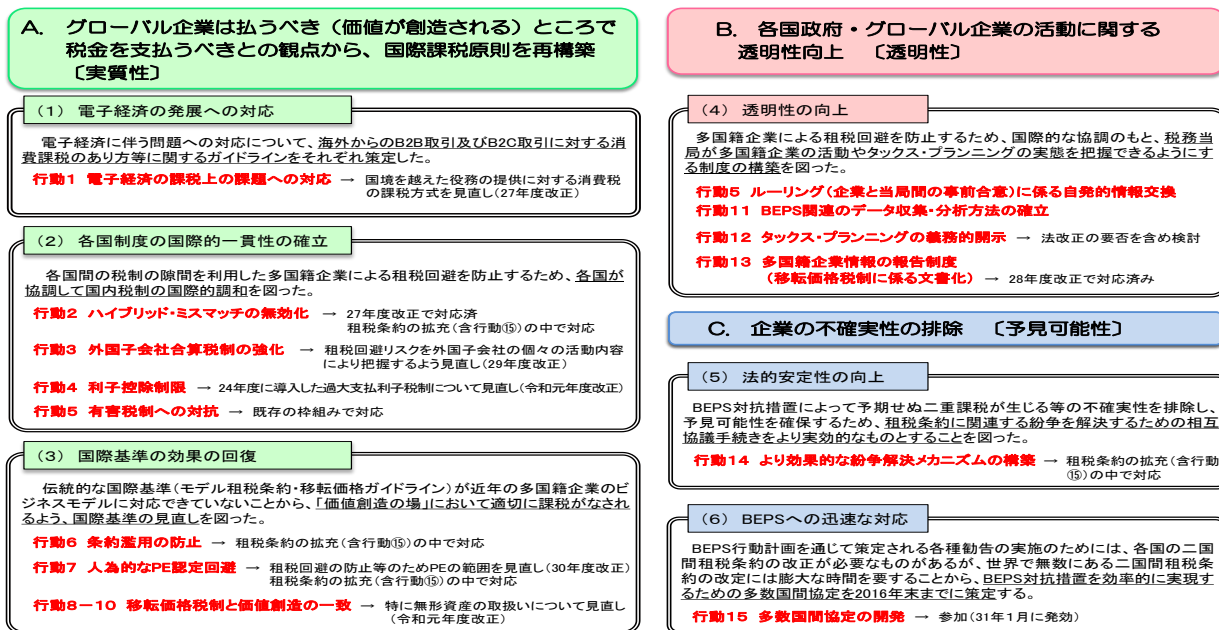 A. グローバル企業は払うべき（価値が創造される）ところで
税金を支払うべきとの観点から、国際課税原則を再構築
〔実質性〕
（1）電子経済の発展への対応
電子経済に伴う問題への対応について、海外からのB2B取引及びB2C取引に対する消
費課税のあり方等に関するガイドラインをそれぞれ策定した。
行動1 電子経済の課税上の課題への対応 → 国境を越えた役務の提供に対する消費税
の課税方式を見直し(27年度改正)
（2）各国制度の国際的一貫性の確立
各国間の税制の隙間を利用した多国籍企業による租税回避を防止するため、各国が
協調して国内税制の国際的調和を図った。
行動2 ハイブリッド・ミスマッチの無効化 → 27年度改正で対応済
租税条約の拡充(含行動⑮)の中で対応
行動3 外国子会社合算税制の強化 → 租税回避リスクを外国子会社の個々の活動内容
により把握するよう見直し(29年度改正)
行動4 利子控除制限 → 24年度に導入した過大支払利子税制について見直し(令和元年度改正)
行動5 有害税制への対抗 → 既存の枠組みで対応
（3）国際基準の効果の回復
伝統的な国際基準(モデル租税条約・移転価格ガイドライン)が近年の多国籍企業のビ
ジネスモデルに対応できていないことから、「価値創造の場」において適切に課税がなされ
るよう、国際基準の見直しを図った。
行動6 条約濫用の防止 → 租税条約の拡充(含行動⑮)の中で対応
行動7 人為的なPE認定回避 → 租税回避の防止等のためPEの範囲を見直し(30年度改正)
租税条約の拡充(含行動⑮)の中で対応
行動8－10 移転価格税制と価値創造の一致 → 特に無形資産の取扱いについて見直し
(令和元年度改正)
B. 各国政府・グローバル企業の活動に関する
透明性向上 〔透明性〕
（4）透明性の向上
多国籍企業による租税回避を防止するため、国際的な協調のもと、税務当
局が多国籍企業の活動やタックス・プランニングの実態を把握できるようにす
る制度の構築を図った。
行動5 ルーリング(企業と当局間の事前合意)に係る自発的情報交換
行動11 BEPS関連のデータ収集・分析方法の確立
行動12 タックス・プランニングの義務的開示 → 法改正の要否を含め検討
行動13 多国籍企業情報の報告制度
(移転価格税制に係る文書化) → 28年度改正で対応済み
C. 企業の不確実性の排除 〔予見可能性〕
（5）法的安定性の向上
BEPS対抗措置によって予期せぬ二重課税が生じる等の不確実性を排除し、
予見可能性を確保するため、租税条約に関連する紛争を解決するための相互
協議手続きをより実効的なものとすることを図った。
行動14 より効果的な紛争解決メカニズムの構築 → 租税条約の拡充(含行動
⑮)の中で対応
（6）BEPSへの迅速な対応
BEPS行動計画を通じて策定される各種勧告の実施のためには、各国の二国
間租税条約の改正が必要なものがあるが、世界で無数にある二国間租税条
約の改定には膨大な時間を要することから、BEPS対抗措置を効率的に実現す
るための多数国間協定を2016年末までに策定する。
行動15 多数国間協定の開発 → 参加(31年1月に発効)